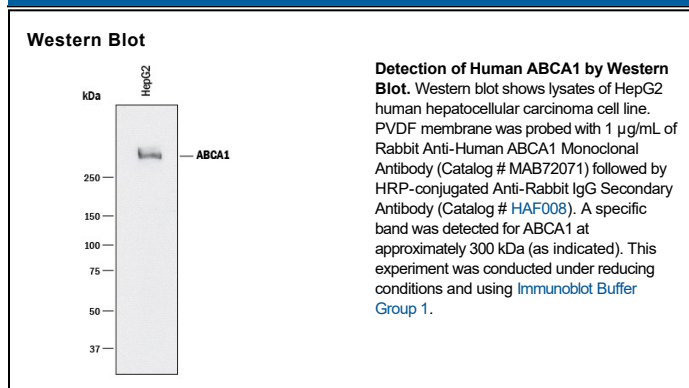 Western Blot
kDa
HepG2
ABCA1
250
150
100
75
50
37
Detection of Human ABCA1 by Western
Blot. Western blot shows lysates of HepG2
human hepatocellular carcinoma cell line.
PVDF membrane was probed with 1 µg/mL of
Rabbit Anti-Human ABCA1 Monoclonal
Antibody (Catalog # MAB72071) followed by
HRP-conjugated Anti-Rabbit IgG Secondary
Antibody (Catalog # HAF008). A specific
band was detected for ABCA1 at
approximately 300 kDa (as indicated). This
experiment was conducted under reducing
conditions and using Immunoblot Buffer
Group 1.